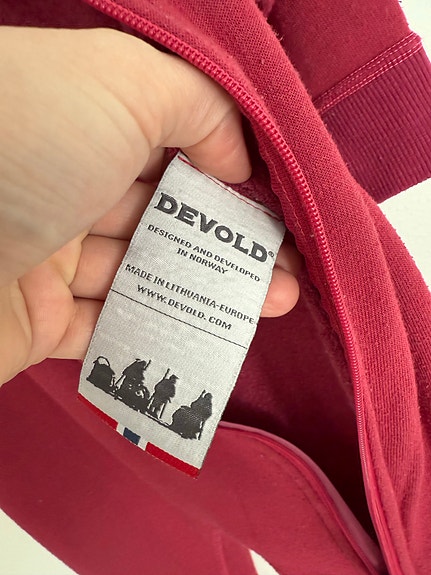 DEVOLD®
DESIGNED AND DEVELOPED
IN NORWAY
MADE IN LITHUANIA-EUROPE
WWW.DEVOLD.COM